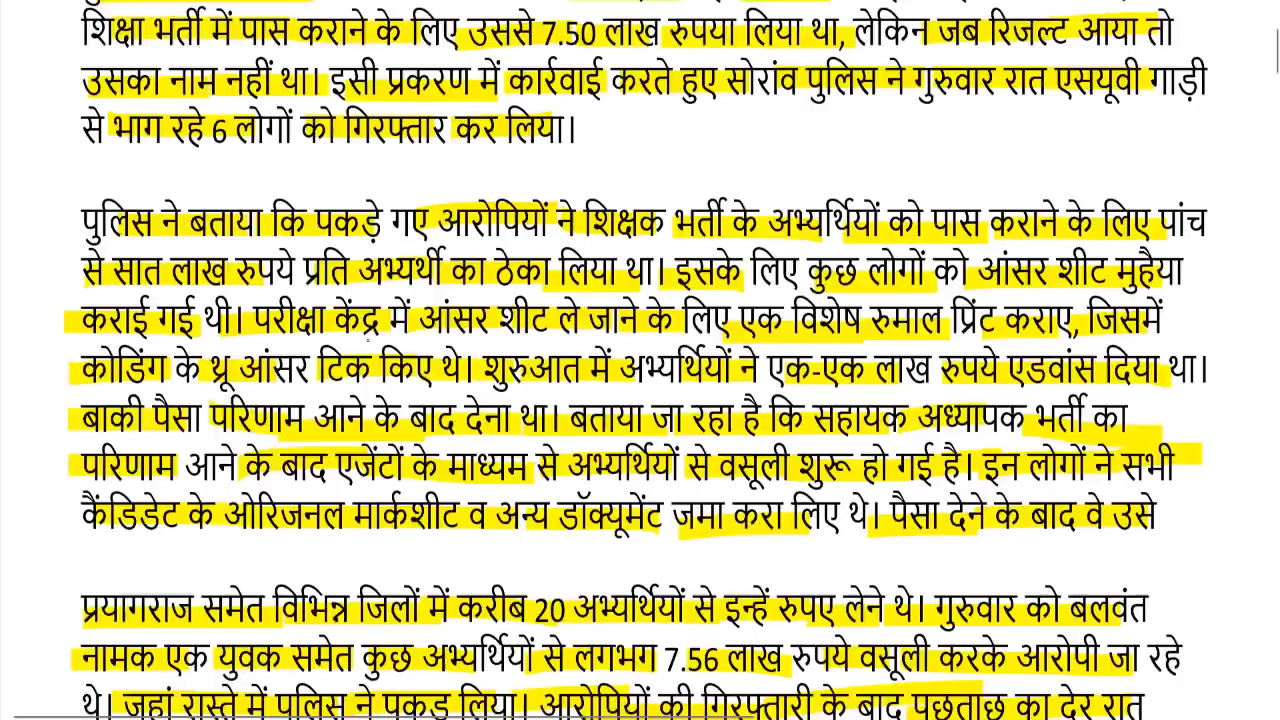 शिक्षा भर्ती में पास कराने के लिए उससे 7.50 लाख रुपया लिया था, लेकिन जब रिजल्ट आया तो
उसका नाम नहीं था। इसी प्रकरण में कार्रवाई करते हुए सोरांव पुलिस ने गुरुवार रात एसयूवी गाड़ी
से भाग रहे 6 लोगों को गिरफ्तार कर लिया।
पुलिस ने बताया कि पकड़े गए आरोपियों ने शिक्षक भर्ती के अभ्यर्थियों को पास कराने के लिए पांच
से सात लाख रुपये प्रति अभ्यर्थी का ठेका लिया था। इसके लिए कुछ लोगों को आंसर शीट मुहैया
कराई गई थी। परीक्षा केंद्र में आंसर शीट ले जाने के लिए एक विशेष रुमाल प्रिंट कराए, जिसमें
कोडिंग के थ्रू आंसर टिक किए थे। शुरुआत में अभ्यर्थियों ने एक-एक लाख रुपये एडवांस दिया था।
बाकी पैसा परिणाम आने के बाद देना था। बताया जा रहा है कि सहायक अध्यापक भर्ती का
परिणाम आने के बाद एजेंटों के माध्यम से अभ्यर्थियों से वसूली शुरू हो गई है। इन लोगों ने सभी
कैंडिडेट के ओरिजनल मार्कशीट व अन्य डॉक्यूमेंट जमा करा लिए थे। पैसा देने के बाद वे उसे
प्रयागराज समेत विभिन्न जिलों में करीब 20 अभ्यर्थियों से इन्हें रुपए लेने थे। गुरुवार को बलवंत
नामक एक युवक समेत कुछ अभ्यर्थियों से लगभग 7.56 लाख रुपये वसूली करके आरोपी जा रहे
थे। जहां रास्ते में पुलिस ने पकड़ लिया। आरोपियों की गिरफ्तारी के बाद पूछताछ का देर रात